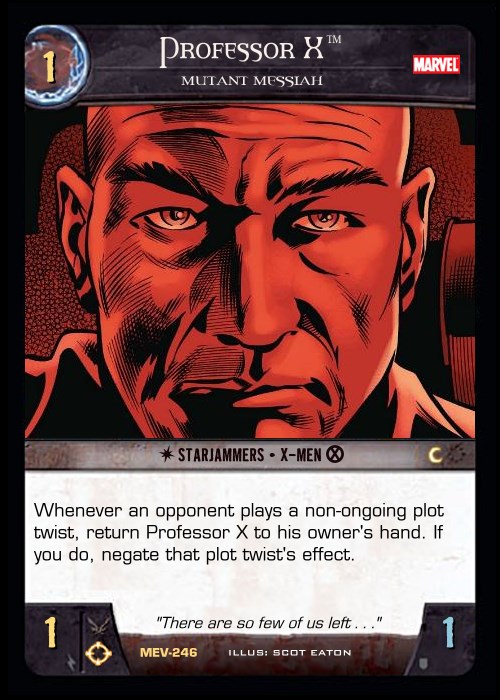 1
PROFESSOR X™
MUTANT MESSIAH
MARVEL
STARJAMMERS • X-MEN
C
Whenever an opponent plays a non-ongoing plot
twist, return Professor X to his owner's hand. If
you do, negate that plot twist's effect.
"There are so few of us left . . ."
1
MEV-246 ILLUS: SCOT EATON
1